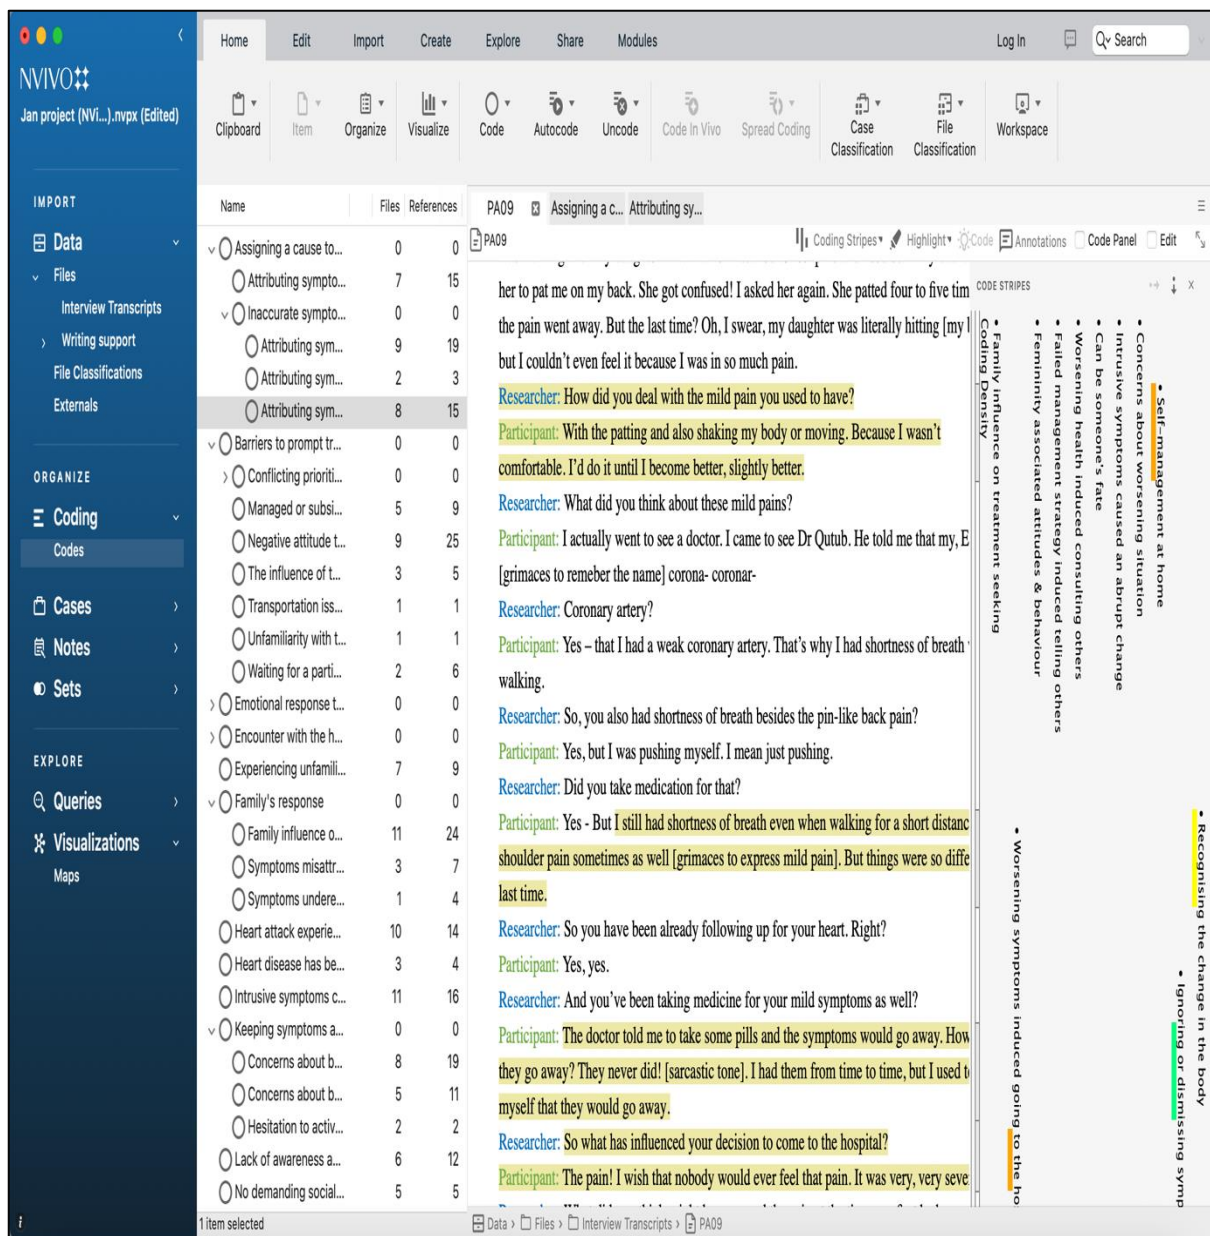 NVIVO
Jan project (NVi...).nvpx (Edited)
IMPORT
Data
Files
Interview Transcripts
Writing support
File Classifications
Externals
ORGANIZE
Coding
Codes
Cases
Notes
Sets
EXPLORE
Queries
Visualizations
Maps
Home Edit Import Create Explore Share Modules Log In Search
Clipboard Item Organize Visualize Code Autocode Uncode Code In Vivo Spread Coding Case Classification File Classification Workspace
Name Files References
Assigning a cause to... 0 0
Attributing sympto... 7 15
Inaccurate sympto... 0 0
Attributing sym... 9 19
Attributing sym... 2 3
Attributing sym... 8 15
Barriers to prompt tr... 0 0
Conflicting prioriti... 0 0
Managed or subsi... 5 9
Negative attitude t... 9 25
The influence of t... 3 5
Transportation iss... 1 1
Unfamiliarity with t... 1 1
Waiting for a parti... 2 6
Emotional response t... 0 0
Encounter with the h... 0 0
Experiencing unfamili... 7 9
Family's response 0 0
Family influence o... 11 24
Symptoms misattr... 3 7
Symptoms undere... 1 4
Heart attack experie... 10 14
Heart disease has be... 3 4
Intrusive symptoms c... 11 16
Keeping symptoms a... 0 0
Concerns about b... 8 19
Concerns about b... 5 11
Hesitation to activ... 2 2
Lack of awareness a... 6 12
No demanding social... 5 5
1 item selected
PA09 Assigning a c... Attributing sy...
PA09 Coding Stripes Highlight Code Annotations Code Panel Edit
her to pat me on my back. She got confused! I asked her again. She patted four to five tim
the pain went away. But the last time? Oh, I swear, my daughter was literally hitting [my
but I couldn't even feel it because I was in so much pain.
Researcher: How did you deal with the mild pain you used to have?
Participant: With the patting and also shaking my body or moving. Because I wasn't
comfortable. I'd do it until I become better, slightly better.
Researcher: What did you think about these mild pains?
Participant: I actually went to see a doctor. I came to see Dr Qutub. He told me that my, E
[grimaces to remeber the name] corona- coronar-
Researcher: Coronary artery?
Participant: Yes – that I had a weak coronary artery. That's why I had shortness of breath
walking.
Researcher: So, you also had shortness of breath besides the pin-like back pain?
Participant: Yes, but I was pushing myself. I mean just pushing.
Researcher: Did you take medication for that?
Participant: Yes - But I still had shortness of breath even when walking for a short distanc
shoulder pain sometimes as well [grimaces to express mild pain]. But things were so diffe
last time.
Researcher: So you have been already following up for your heart. Right?
Participant: Yes, yes.
Researcher: And you've been taking medicine for your mild symptoms as well?
Participant: The doctor told me to take some pills and the symptoms would go away. How
they go away? They never did! [sarcastic tone]. I had them from time to time, but I used t
myself that they would go away.
Researcher: So what has influenced your decision to come to the hospital?
Participant: The pain! I wish that nobody would ever feel that pain. It was very, very seve
Data › Files › Interview Transcripts › PA09
CODE STRIPES
Coding Density
• Family influence on treatment seeking
• Femininity associated attitudes & behaviour
• Failed management strategy induced telling others
• Worsening health induced consulting others
• Can be someone's fate
• Intrusive symptoms caused an abrupt change
• Concerns about worsening situation
• Self-management at home
• Worsening symptoms induced going to the ho
• Ignoring or dismissing symp
• Recognising the change in the body